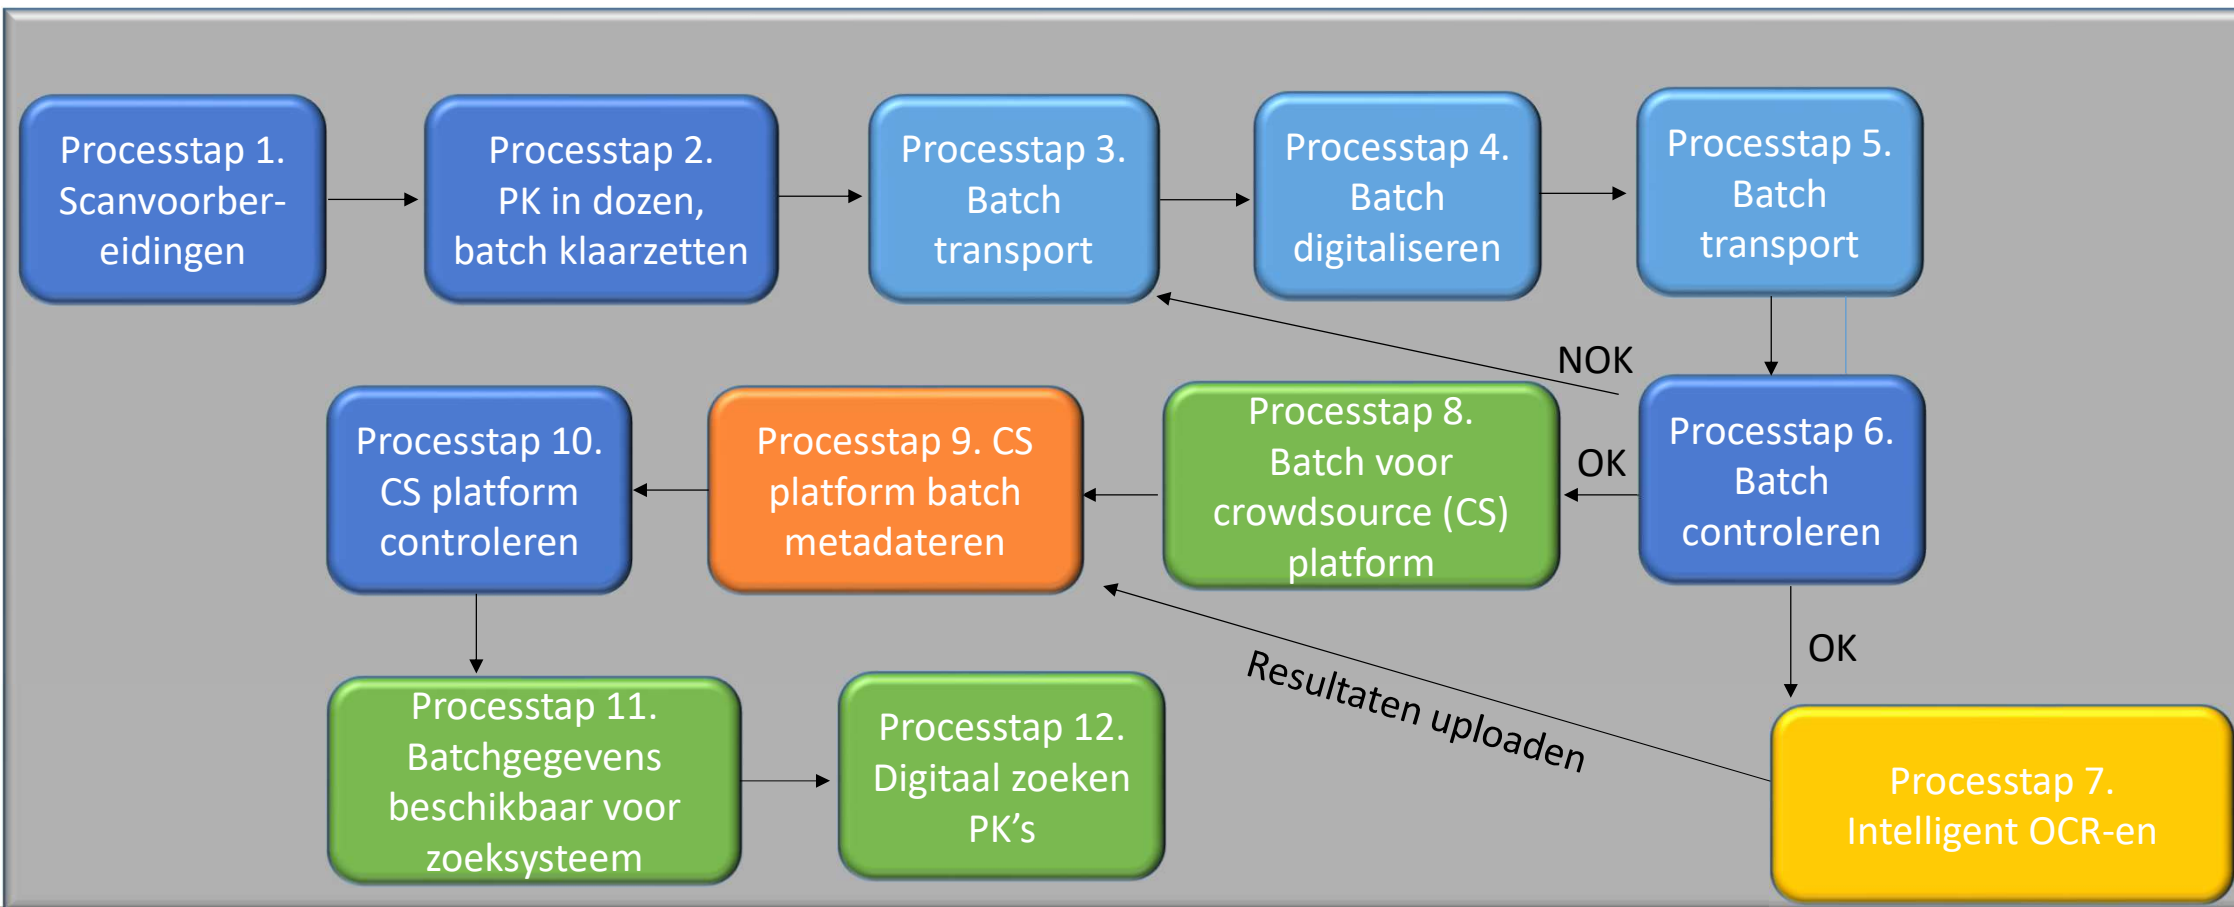 Processtap 1.
Scanvoorber-
eidingen
Processtap 2.
PK in dozen,
batch klaarzetten
Processtap 3.
Batch
transport
Processtap 4.
Batch
digitaliseren
Processtap 5.
Batch
transport
NOK
Processtap 10.
CS platform
controleren
Processtap 9. CS
platform batch
metadateren
Processtap 8.
Batch voor
crowdsource (CS)
platform
OK
Processtap 6.
Batch
controleren
OK
Resultaten uploaden
Processtap 11.
Batchgegevens
beschikbaar voor
zoeksysteem
Processtap 12.
Digitaal zoeken
PK's
Processtap 7.
Intelligent OCR-en